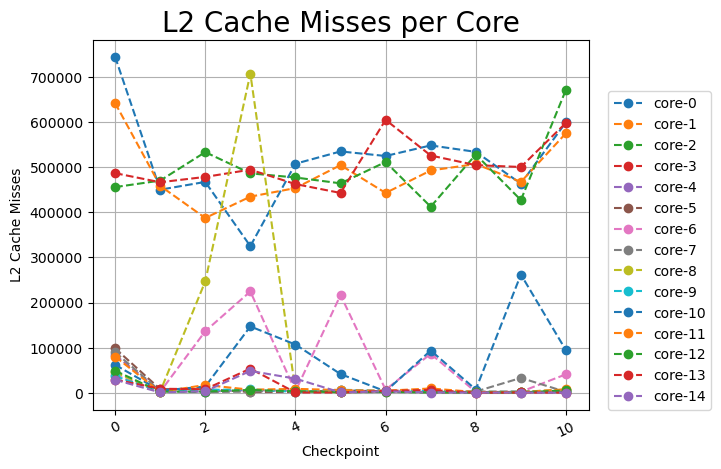 L2 Cache Misses per Core
L2 Cache Misses
700000
600000
500000
400000
300000
200000
100000
0
0 2 4 6 8 10
Checkpoint
core-0
core-1
core-2
core-3
core-4
core-5
core-6
core-7
core-8
core-9
core-10
core-11
core-12
core-13
core-14